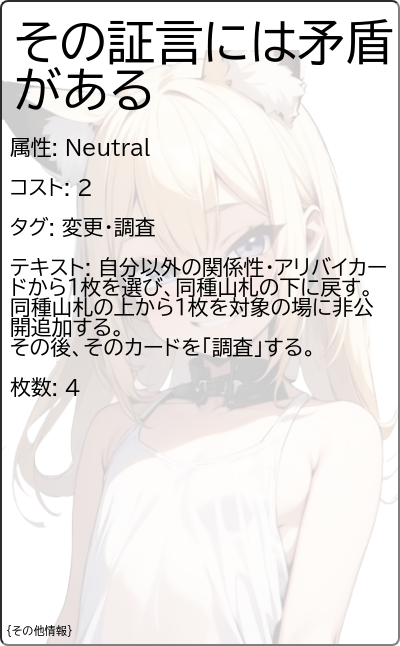 その証言には矛盾
がある
属性: Neutral
コスト: 2
タグ: 変更・調査
テキスト: 自分以外の関係性・アリバイカー
ドから1枚を選び、同種山札の下に戻す。
同種山札の上から1枚を対象の場に非公
開追加する。
その後、そのカードを「調査」する。
枚数: 4
{その他情報}